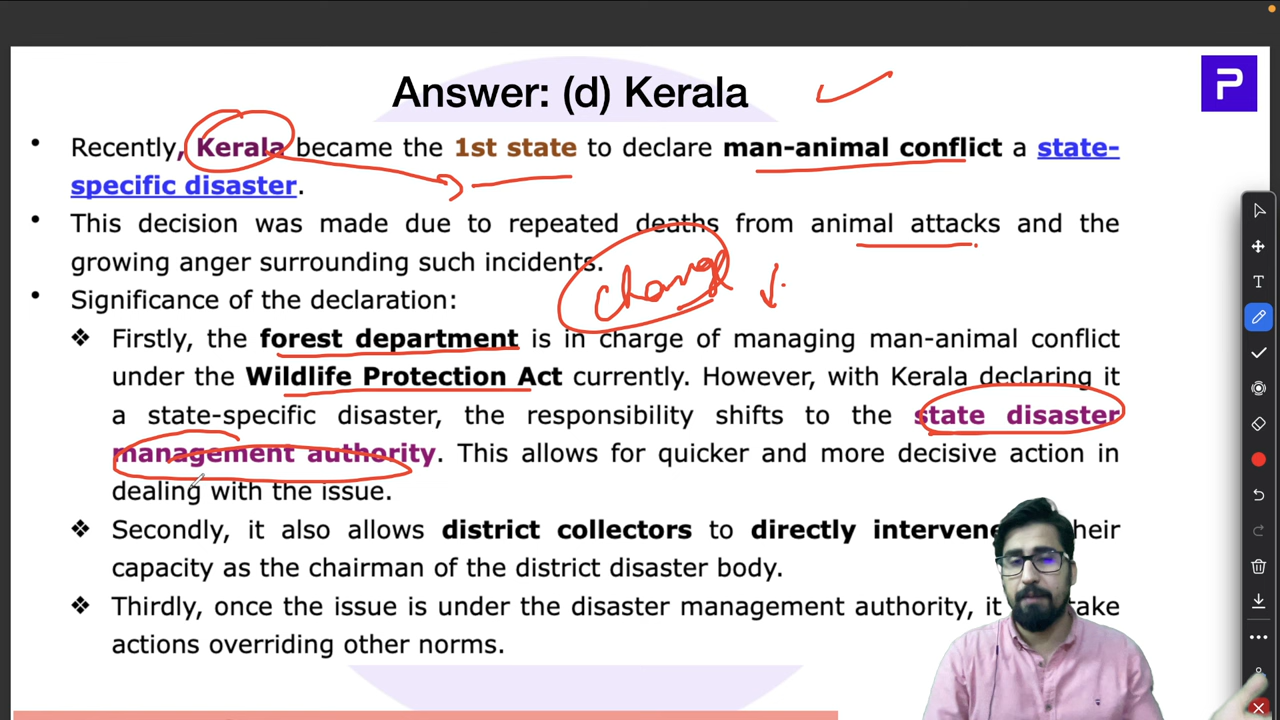 Answer: (d) Kerala
P
• Recently, Kerala became the 1st state to declare man-animal conflict a state-
specific disaster.
• This decision was made due to repeated deaths from animal attacks and the
growing anger surrounding such incidents.
change
• Significance of the declaration:
❖ Firstly, the forest department is in charge of managing man-animal conflict
under the Wildlife Protection Act currently. However, with Kerala declaring it
a state-specific disaster, the responsibility shifts to the state disaster
management authority. This allows for quicker and more decisive action in
dealing with the issue.
❖ Secondly, it also allows district collectors to directly intervene
capacity as the chairman of the district disaster body.
❖ Thirdly, once the issue is under the disaster management authority, it take
actions overriding other norms.